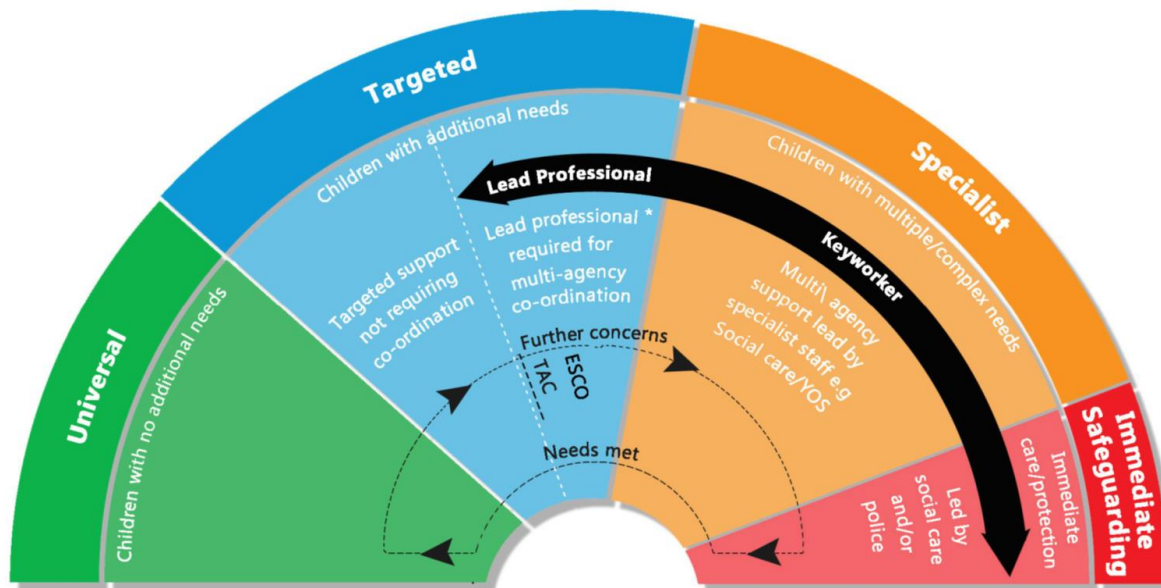 Universal
Children with no additional needs
Targeted
Children with additional needs
Targeted support
not requiring
co-ordination
Lead Professional
Lead professional *
required for
multi-agency
co-ordination
Further concerns
ESCO
TAC
Needs met
Specialist
Children with multiple/complex needs
Keyworker
Multi\ agency
support lead by
specialist staff e.g
Social care/YOS
Immediate
Safeguarding
Immediate
care/protection
Led by
social care
and/or
police